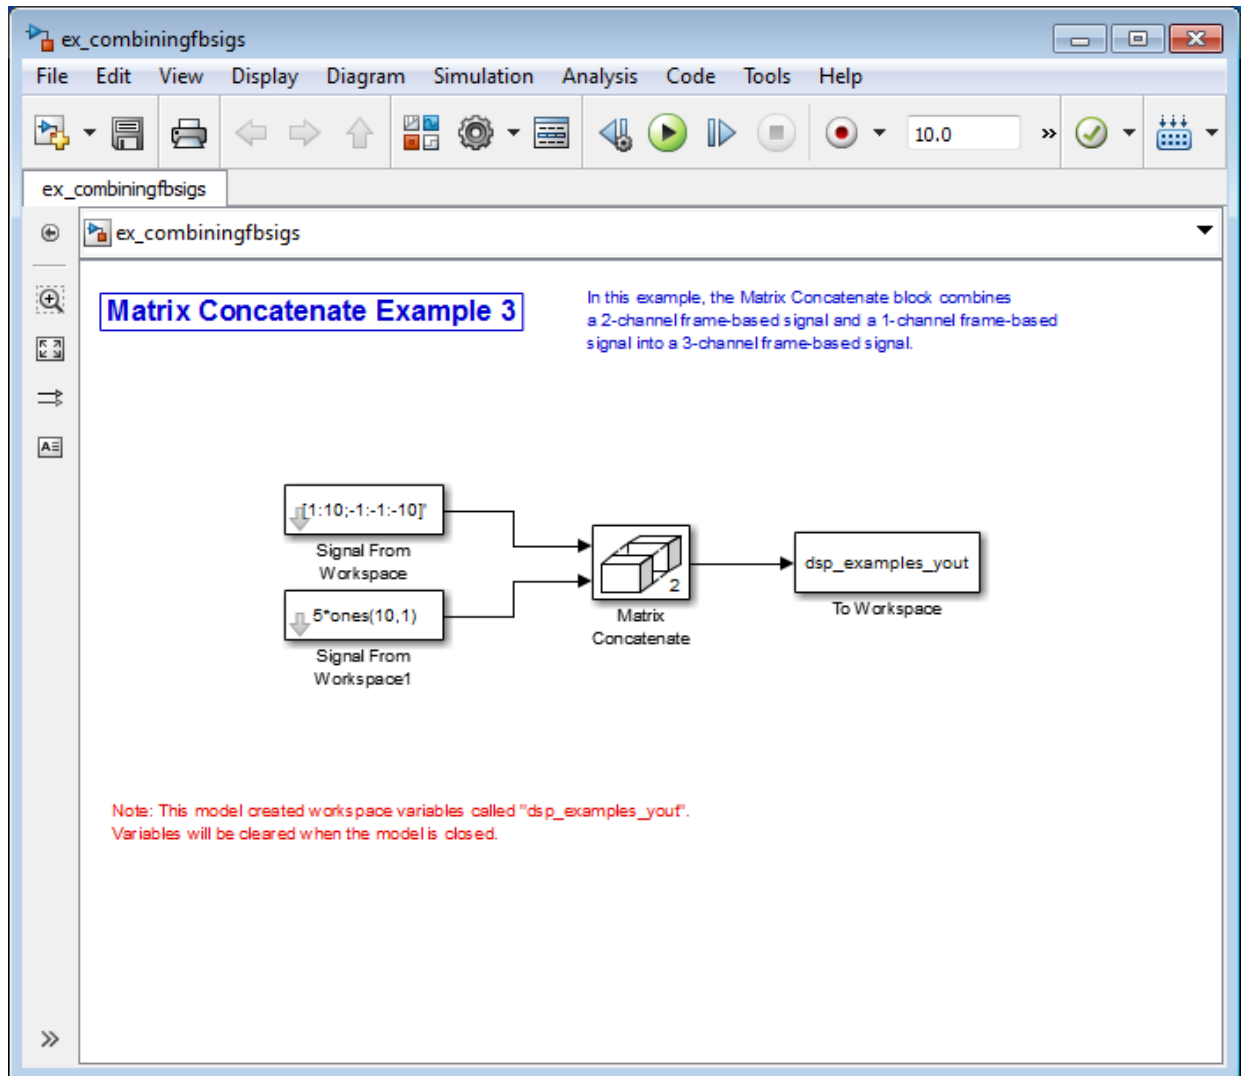 ex_combiningfbsigs
File Edit View Display Diagram Simulation Analysis Code Tools Help
10.0 »
ex_combiningfbsigs
ex_combiningfbsigs
Matrix Concatenate Example 3
In this example, the Matrix Concatenate block combines
a 2-channel frame-based signal and a 1-channel frame-based
signal into a 3-channel frame-based signal.
[1:10;-1:-1:-10]'
Signal From
Workspace
5*ones(10,1)
Signal From
Workspace1
2
Matrix
Concatenate
dsp_examples_yout
To Workspace
Note: This model created workspace variables called "dsp_examples_yout".
Variables will be cleared when the model is closed.